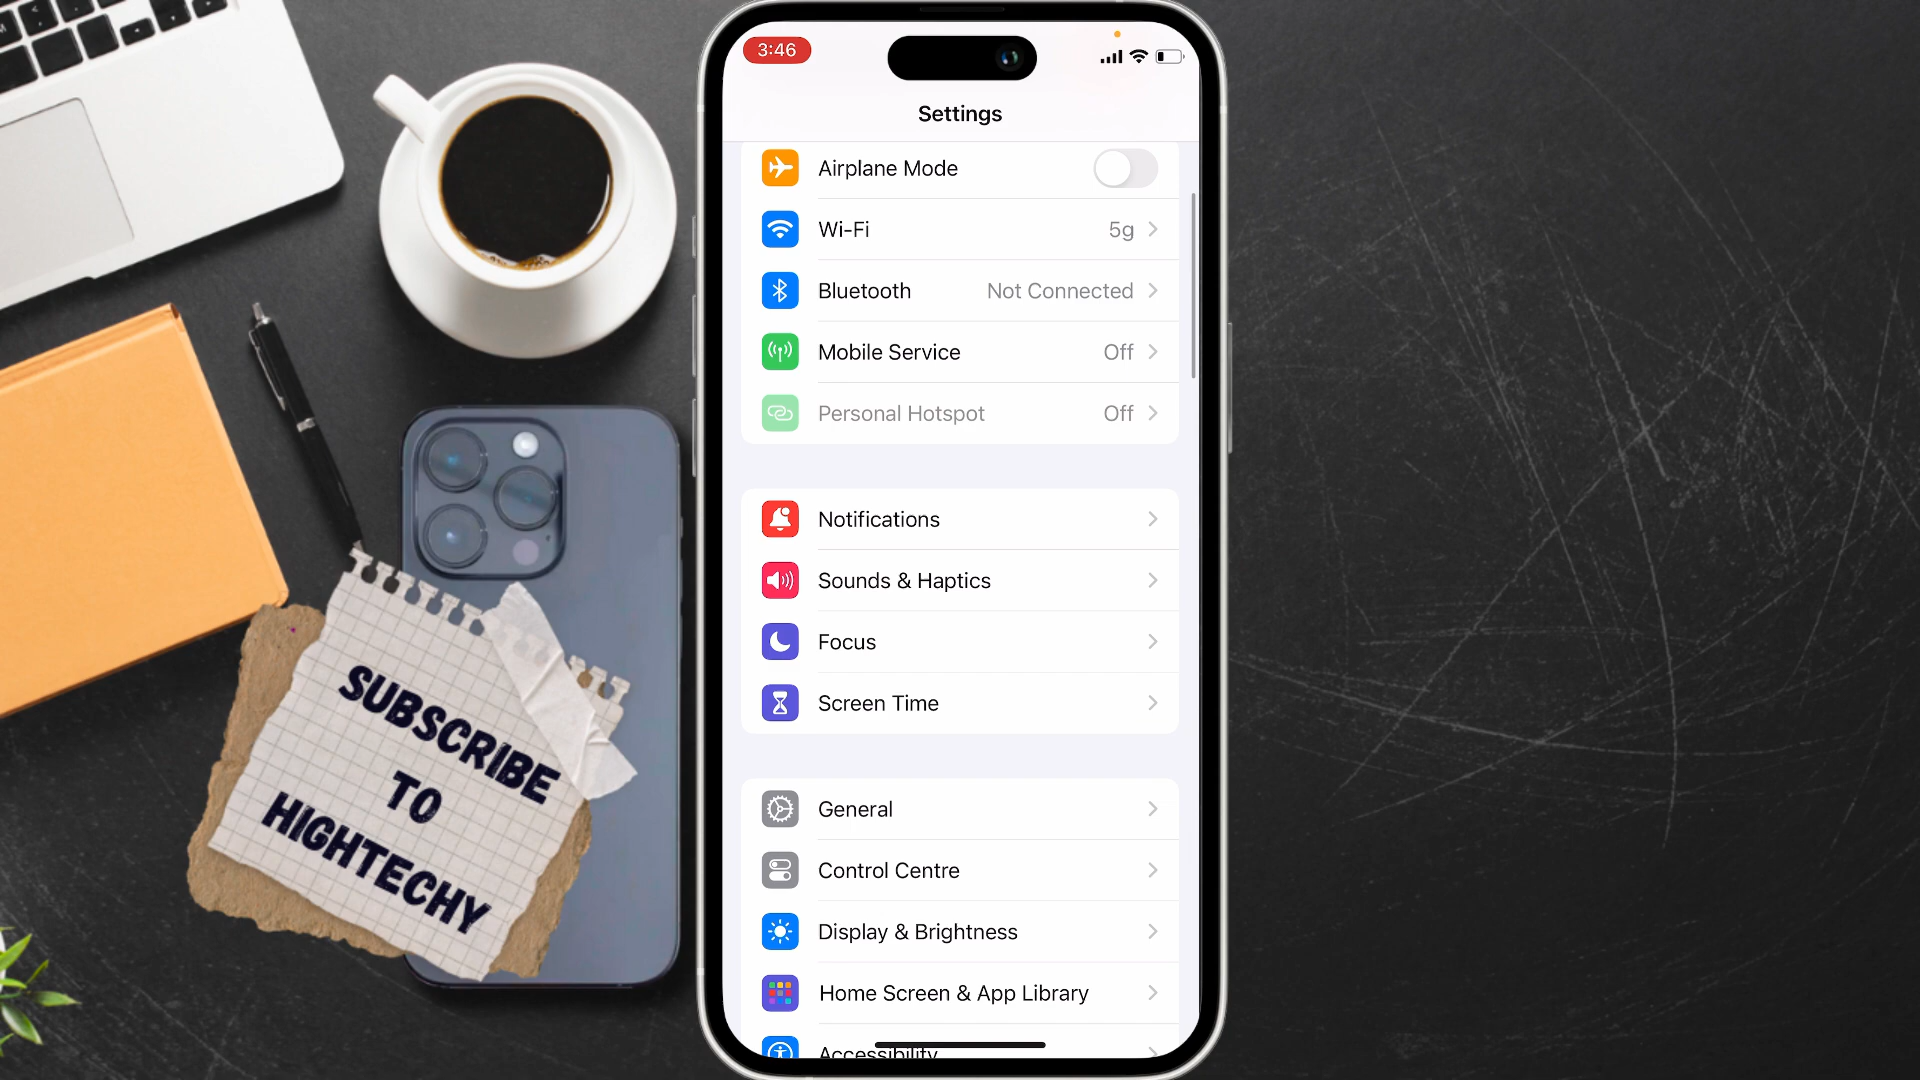 3:46
Settings
Airplane Mode
Wi-Fi 5g
Bluetooth Not Connected
Mobile Service Off
Personal Hotspot Off
Notifications
Sounds & Haptics
Focus
Screen Time
General
Control Centre
Display & Brightness
Home Screen & App Library
Accessibility
SUBSCRIBE
TO
HIGHTECHY